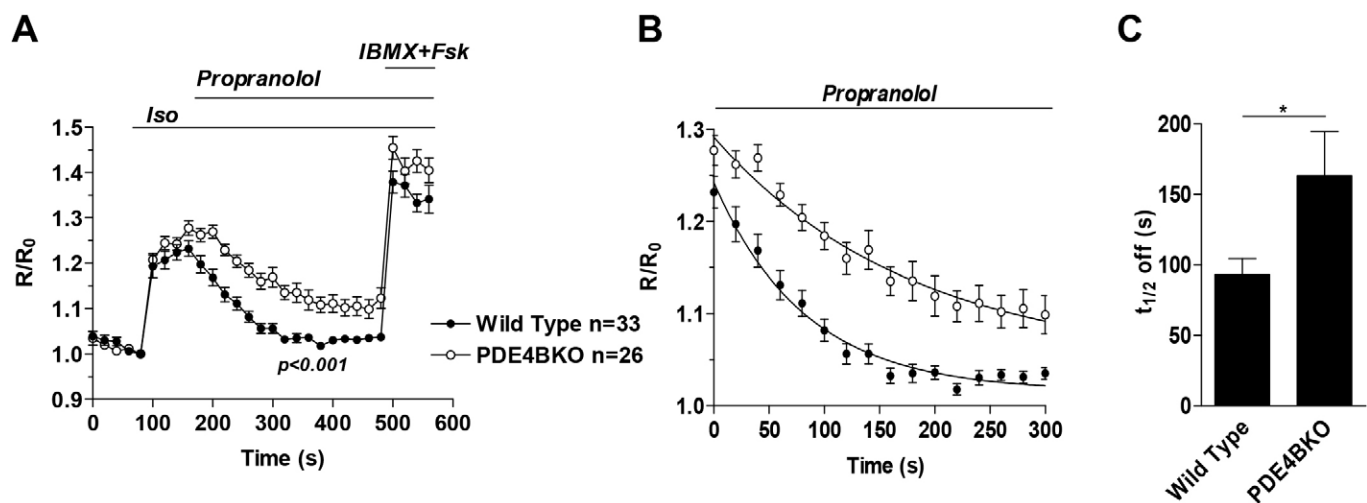 A
IBMX+Fsk
Propranolol
Iso
1.5
1.4
1.3
1.2
1.1
1.0
0.9
R/R0
0 100 200 300 400 500 600
Time (s)
p<0.001
Wild Type n=33
PDE4BKO n=26
B
Propranolol
1.3
1.2
1.1
1.0
R/R0
0 50 100 150 200 250 300
Time (s)
C
*
200
150
100
50
0
t1/2 off (s)
Wild Type
PDE4BKO